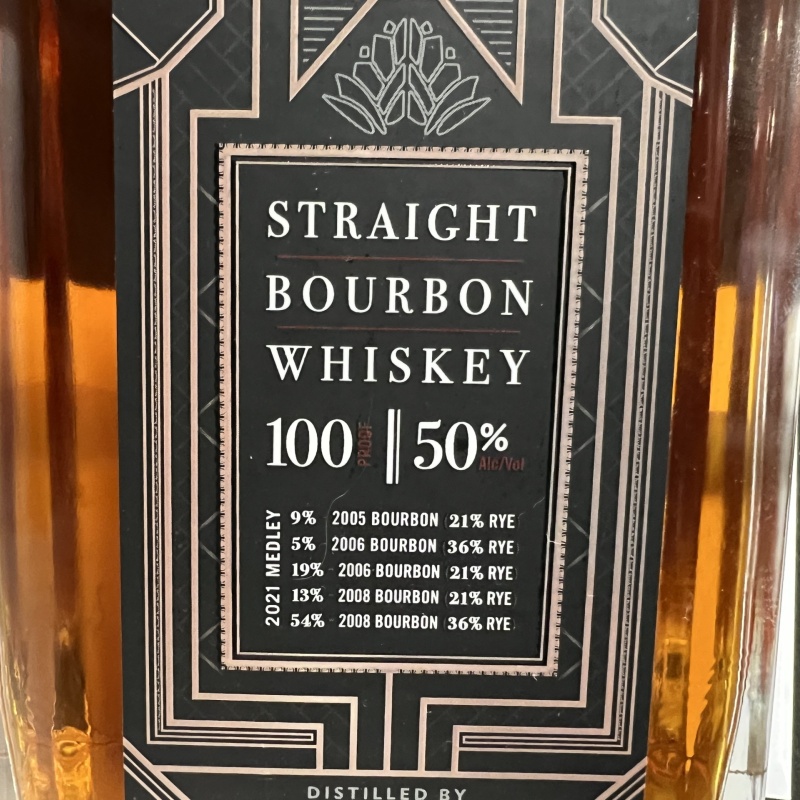 STRAIGHT
BOURBON
WHISKEY
100 PROOF 50% Alc/Vol
2021 MEDLEY
9% 2005 BOURBON 21% RYE
5% 2006 BOURBON 36% RYE
19% 2006 BOURBON 21% RYE
13% 2008 BOURBON 21% RYE
54% 2008 BOURBON 36% RYE
DISTILLED BY